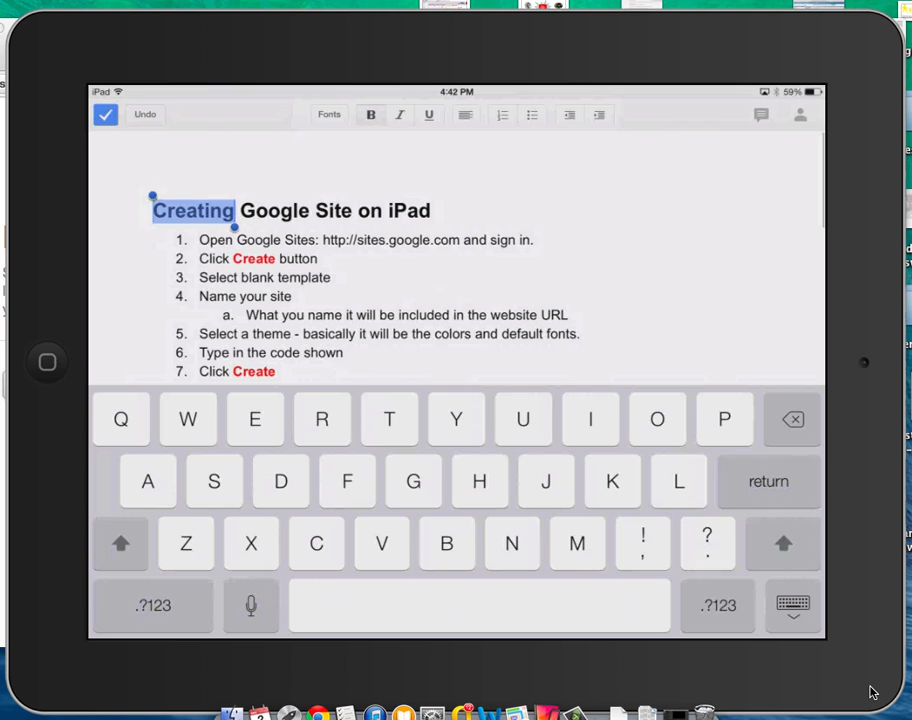 iPad 4:42 PM 59%
Undo Fonts B I U
Creating Google Site on iPad
1. Open Google Sites: http://sites.google.com and sign in.
2. Click Create button
3. Select blank template
4. Name your site
a. What you name it will be included in the website URL
5. Select a theme - basically it will be the colors and default fonts.
6. Type in the code shown
7. Click Create
Q W E R T Y U I O P
A S D F G H J K L return
Z X C V B N M ! , ? .
.?123 .?123